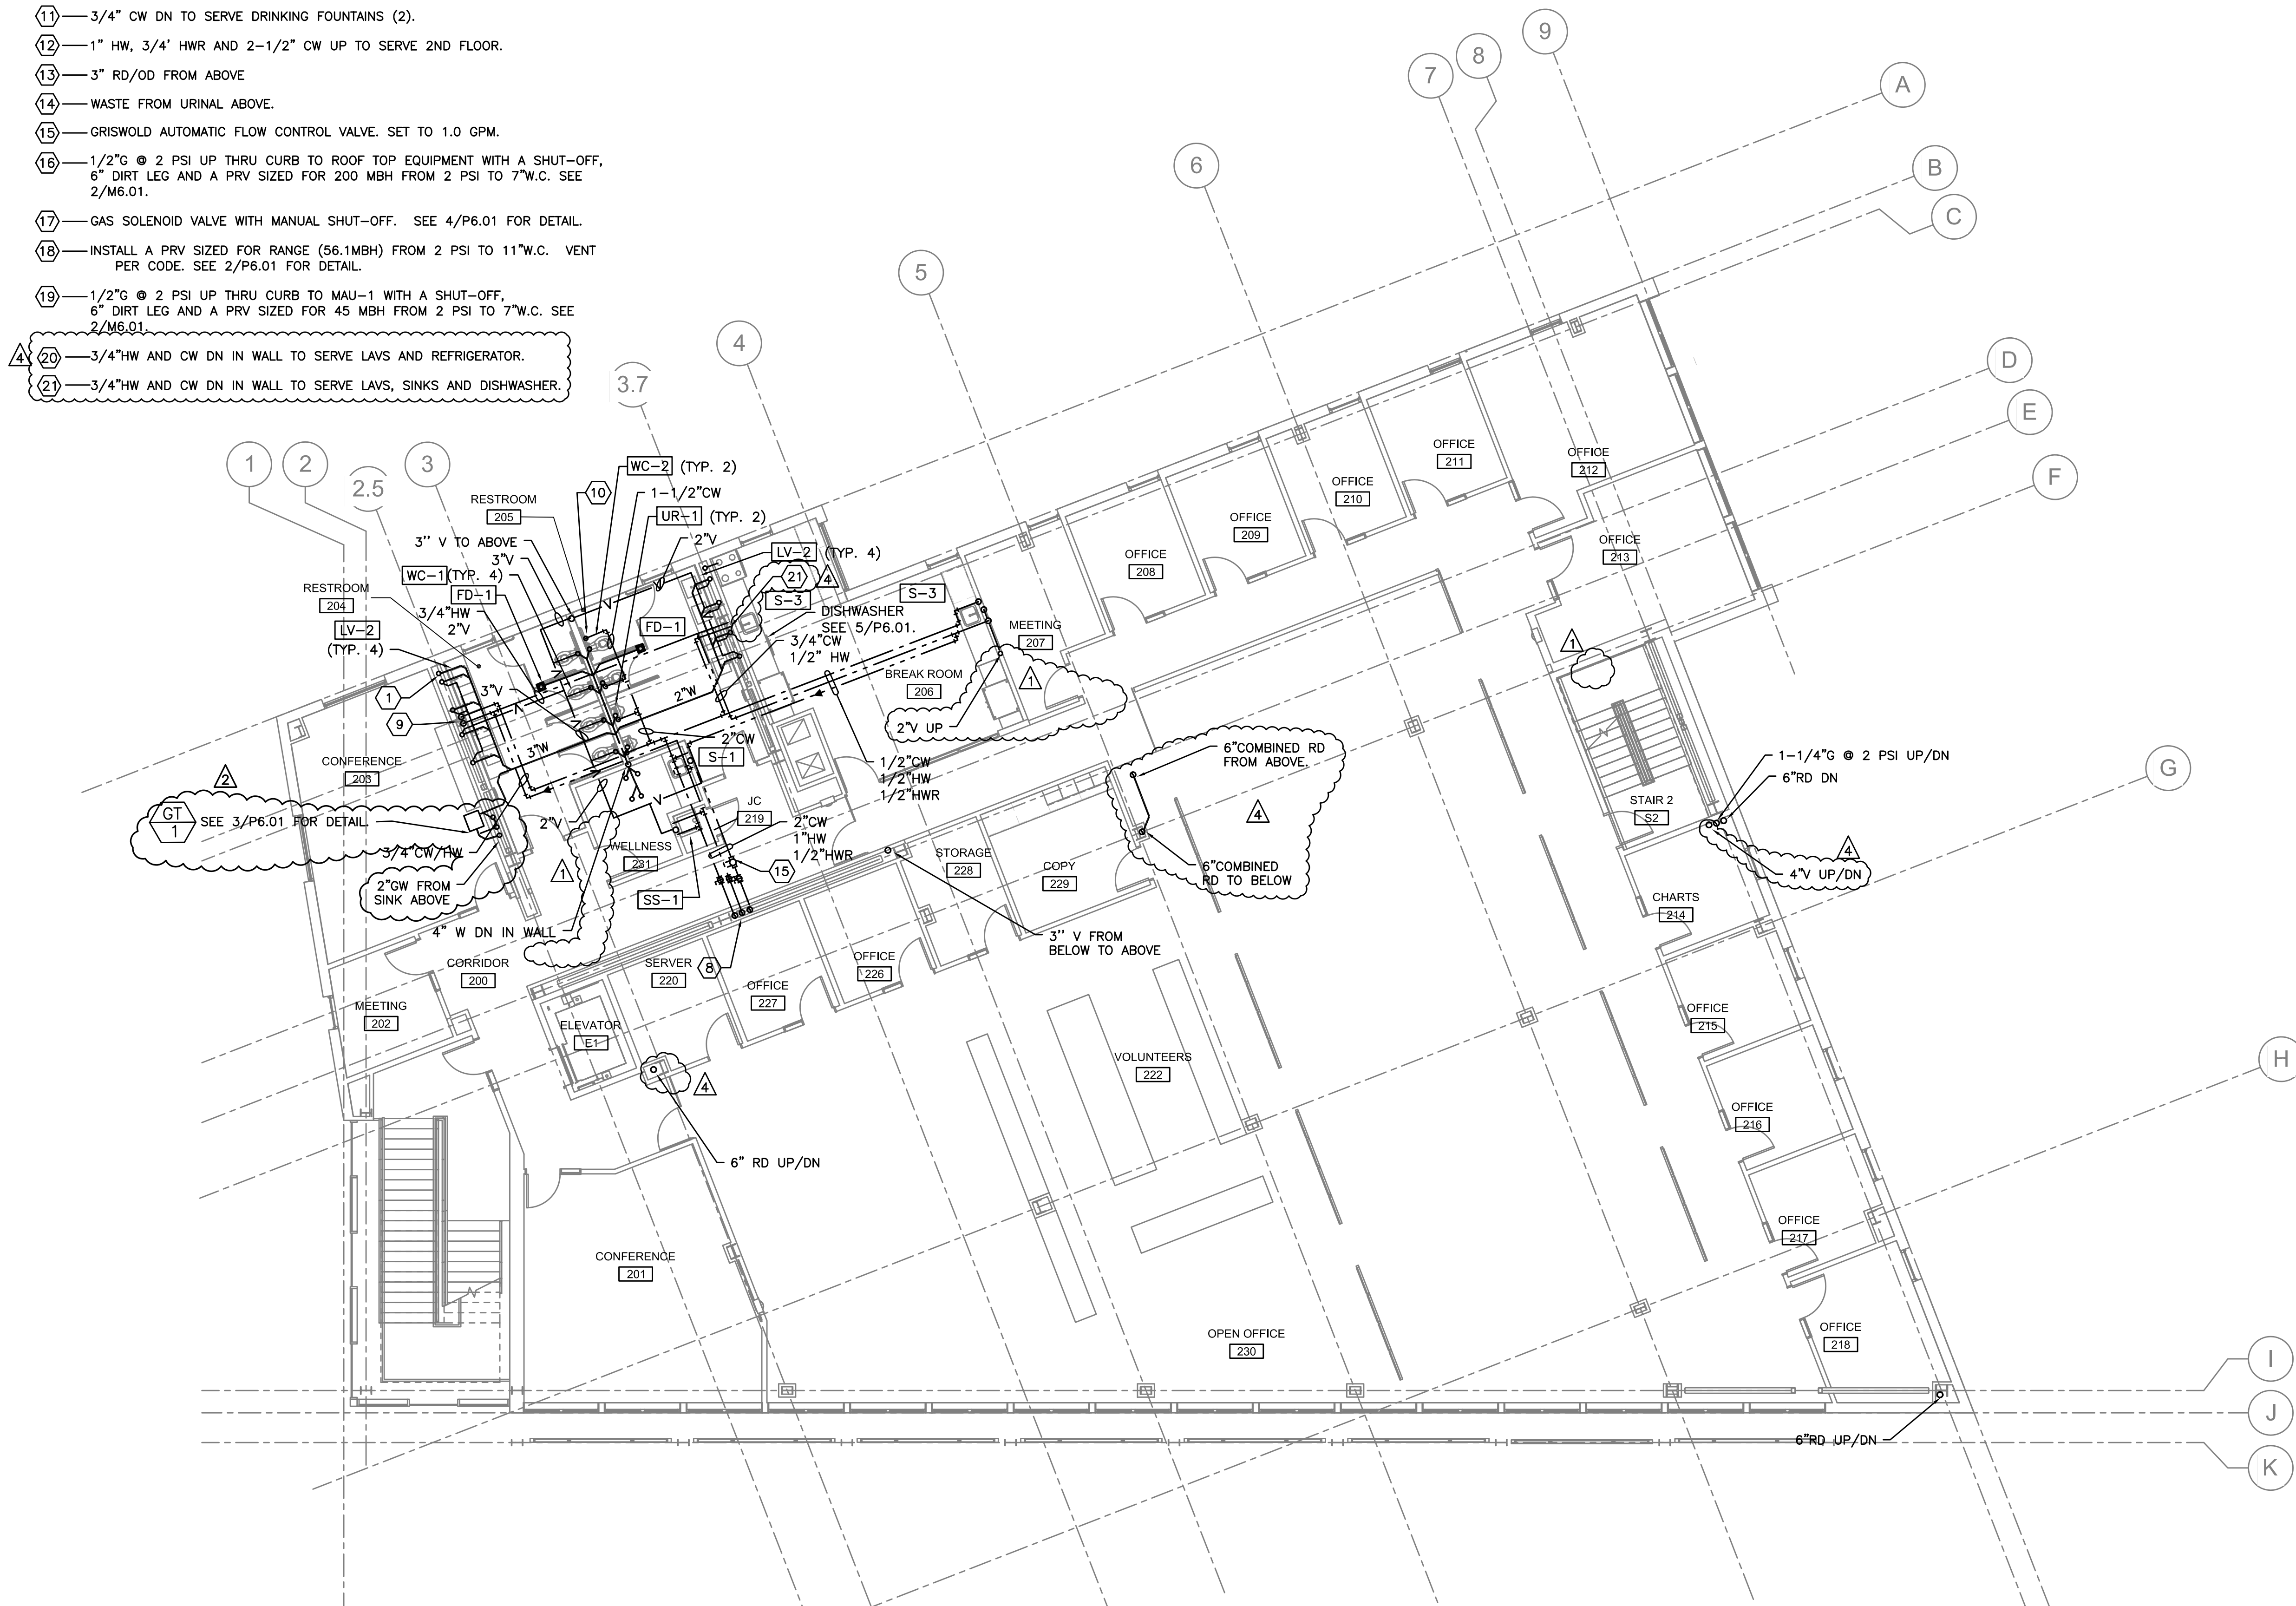 11 3/4" CW DN TO SERVE DRINKING FOUNTAINS (2).
12 1" HW, 3/4' HWR AND 2-1/2" CW UP TO SERVE 2ND FLOOR.
13 3" RD/OD FROM ABOVE
14 WASTE FROM URINAL ABOVE.
15 GRISWOLD AUTOMATIC FLOW CONTROL VALVE. SET TO 1.0 GPM.
16 1/2"G @ 2 PSI UP THRU CURB TO ROOF TOP EQUIPMENT WITH A SHUT-OFF,
6" DIRT LEG AND A PRV SIZED FOR 200 MBH FROM 2 PSI TO 7"W.C. SEE
2/M6.01.
17 GAS SOLENOID VALVE WITH MANUAL SHUT-OFF. SEE 4/P6.01 FOR DETAIL.
18 INSTALL A PRV SIZED FOR RANGE (56.1MBH) FROM 2 PSI TO 11"W.C. VENT
PER CODE. SEE 2/P6.01 FOR DETAIL.
19 1/2"G @ 2 PSI UP THRU CURB TO MAU-1 WITH A SHUT-OFF,
6" DIRT LEG AND A PRV SIZED FOR 45 MBH FROM 2 PSI TO 7"W.C. SEE
2/M6.01.
4
20 3/4"HW AND CW DN IN WALL TO SERVE LAVS AND REFRIGERATOR.
21 3/4"HW AND CW DN IN WALL TO SERVE LAVS, SINKS AND DISHWASHER.
1
2
2.5
3
3.7
4
5
6
7
8
9
A
B
C
D
E
F
G
H
I
J
K
WC-2 (TYP. 2)
10
1-1/2"CW
RESTROOM
205
UR-1 (TYP. 2)
2"V
3'' V TO ABOVE
3"V
LV-2 (TYP. 4)
WC-1 (TYP. 4)
21
4
RESTROOM
204
FD-1
3/4"HW
2"V
S-3
S-3
DISHWASHER
SEE 5/P6.01.
FD-1
LV-2
(TYP. 4)
3/4"CW
1/2" HW
MEETING
207
1
BREAK ROOM
206
1
3"V
2"W
9
2"V UP
2"CW
3"W
S-1
V
V
1/2"CW
1/2"HW
1/2"HWR
CONFERENCE
203
2
GT
1
SEE 3/P6.01 FOR DETAIL.
2"V
JC
219
2"CW
1"HW
1/2"HWR
3/4"CW/HW
WELLNESS
231
1
15
2"GW FROM
SINK ABOVE
SS-1
4" W DN IN WALL
6"COMBINED RD
FROM ABOVE.
4
6"COMBINED
RD TO BELOW
STORAGE
228
COPY
229
3'' V FROM
BELOW TO ABOVE
CORRIDOR
200
SERVER
220
8
OFFICE
227
OFFICE
226
MEETING
202
ELEVATOR
E1
4
6" RD UP/DN
CONFERENCE
201
VOLUNTEERS
222
OPEN OFFICE
230
OFFICE
208
OFFICE
209
OFFICE
210
OFFICE
211
OFFICE
212
OFFICE
213
1
1-1/4"G @ 2 PSI UP/DN
6"RD DN
STAIR 2
S2
4
4"V UP/DN
CHARTS
214
OFFICE
215
OFFICE
216
OFFICE
217
OFFICE
218
6"RD UP/DN